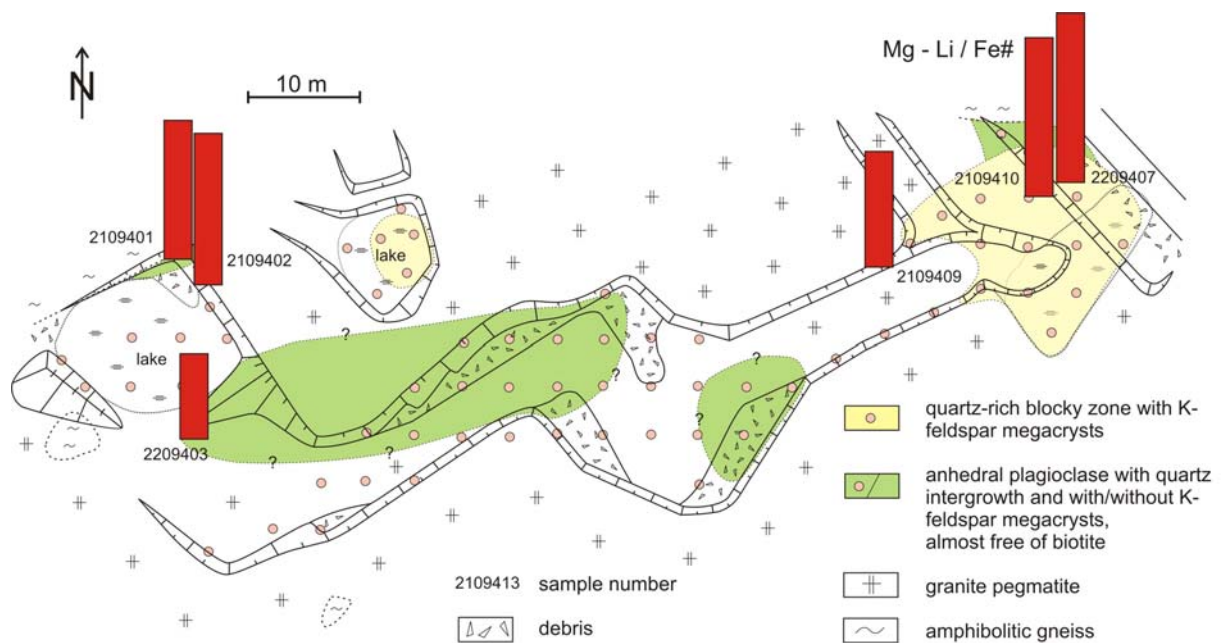 N
10 m
Mg - Li / Fe#
2109401
2109402
lake
2109410
2209407
2109409
lake
2209403
?
?
?
?
?
?
?
quartz-rich blocky zone with K-
feldspar megacrysts
anhedral plagioclase with quartz
intergrowth and with/without K-
feldspar megacrysts,
almost free of biotite
2109413 sample number
granite pegmatite
debris
amphibolitic gneiss